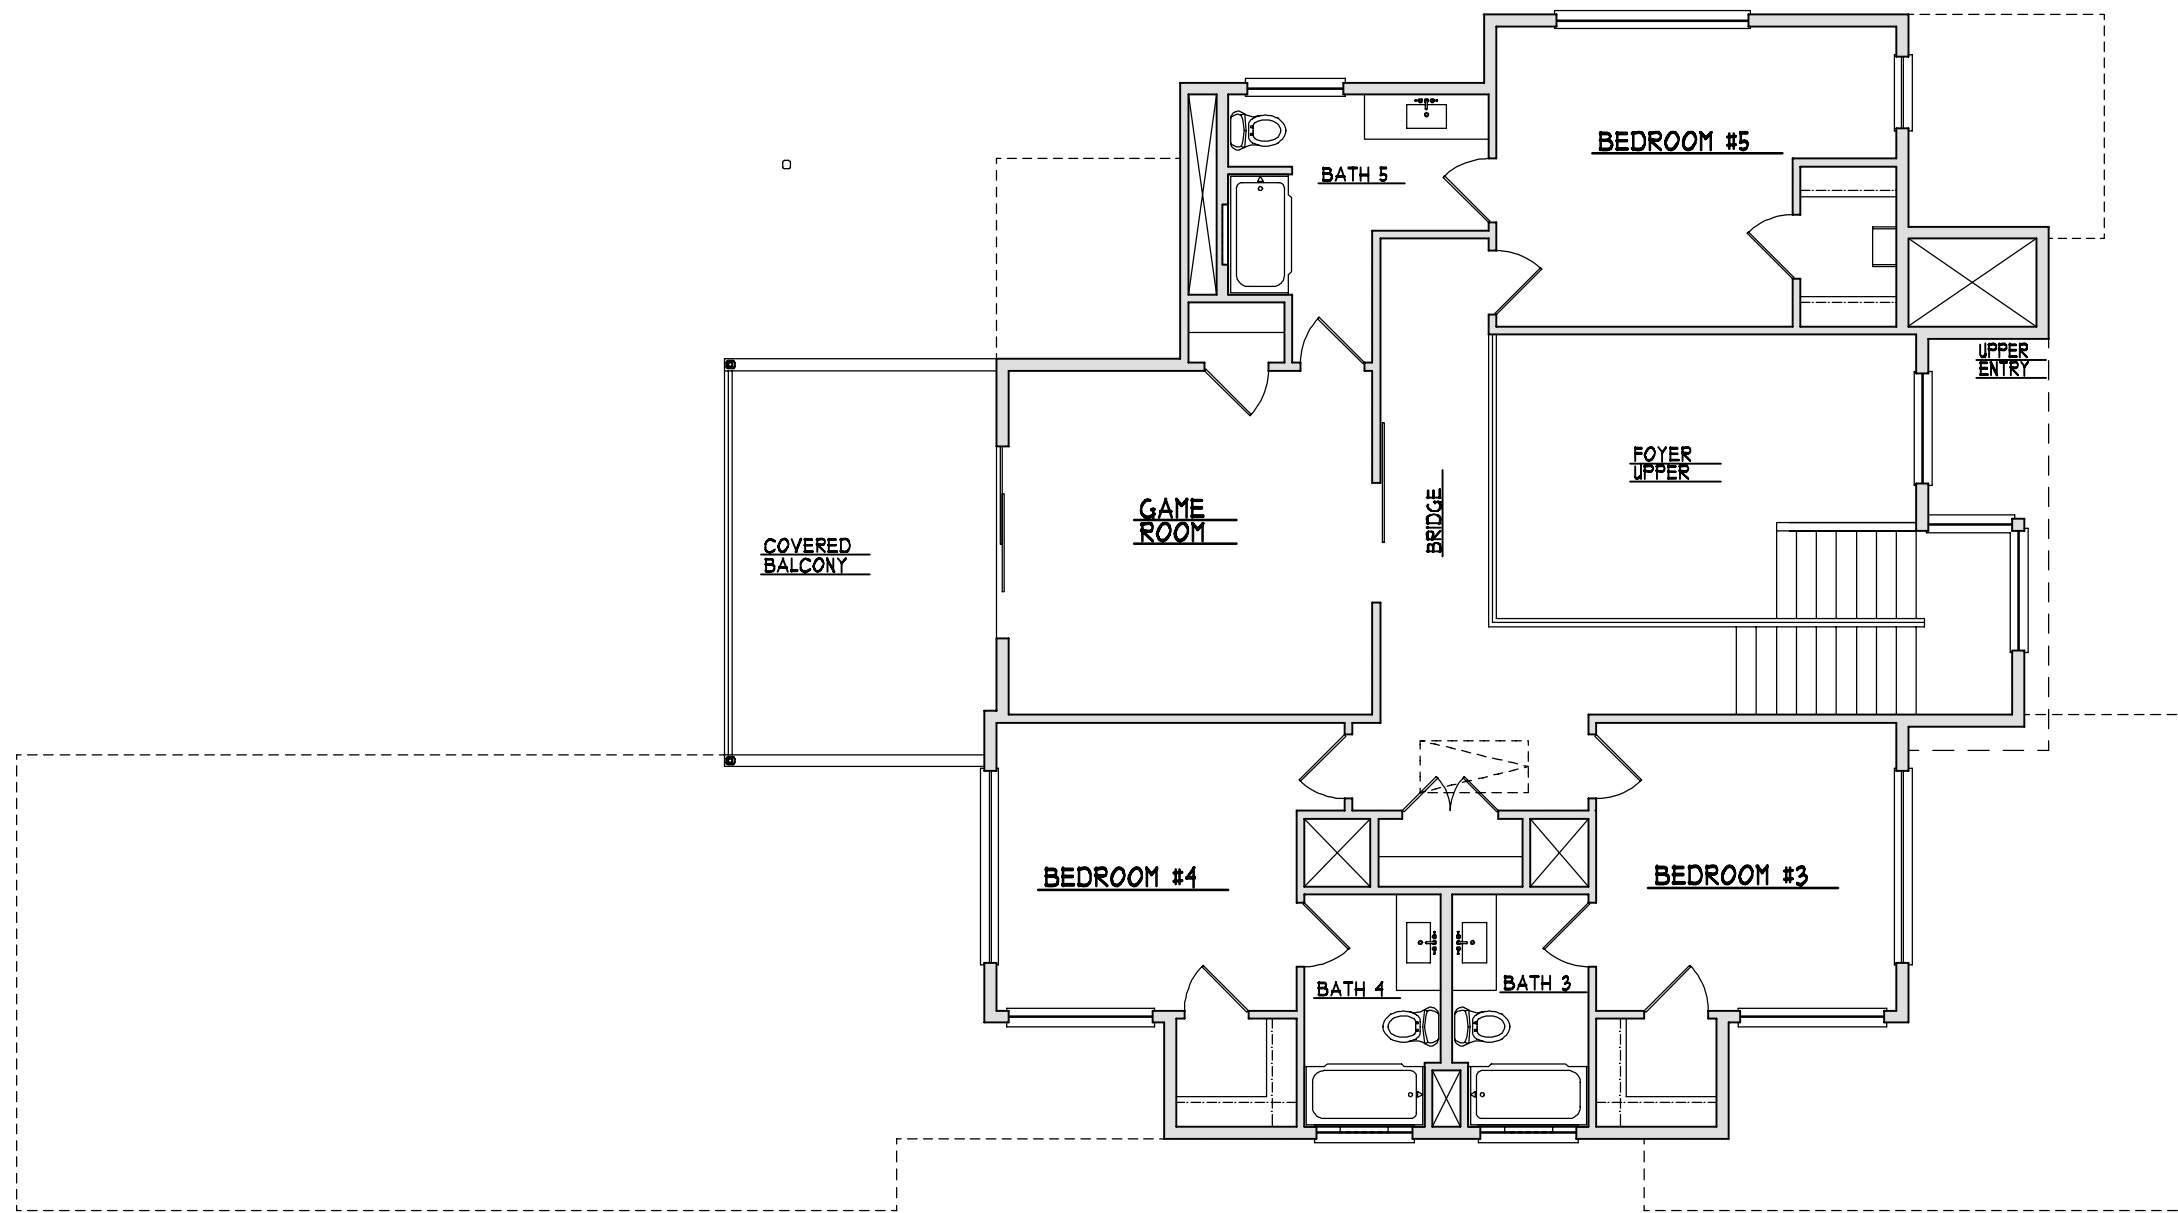 BEDROOM #5
BATH 5
UPPER
ENTRY
FOYER
UPPER
GAME
ROOM
BRIDGE
COVERED
BALCONY
BEDROOM #4
BEDROOM #3
BATH 4
BATH 3